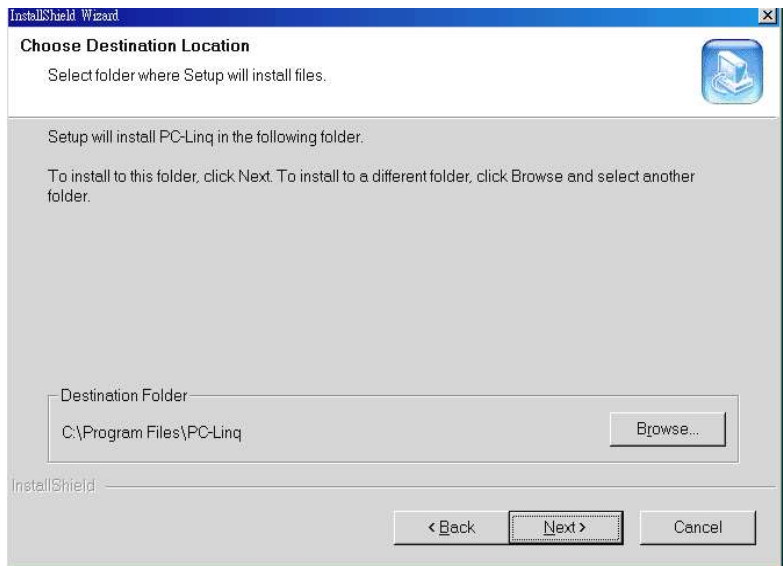 InstallShield Wizard
Choose Destination Location
Select folder where Setup will install files.
Setup will install PC-Linq in the following folder.
To install to this folder, click Next. To install to a different folder, click Browse and select another
folder.
Destination Folder
C:\Program Files\PC-Linq
Browse...
InstallShield
< Back
Next >
Cancel